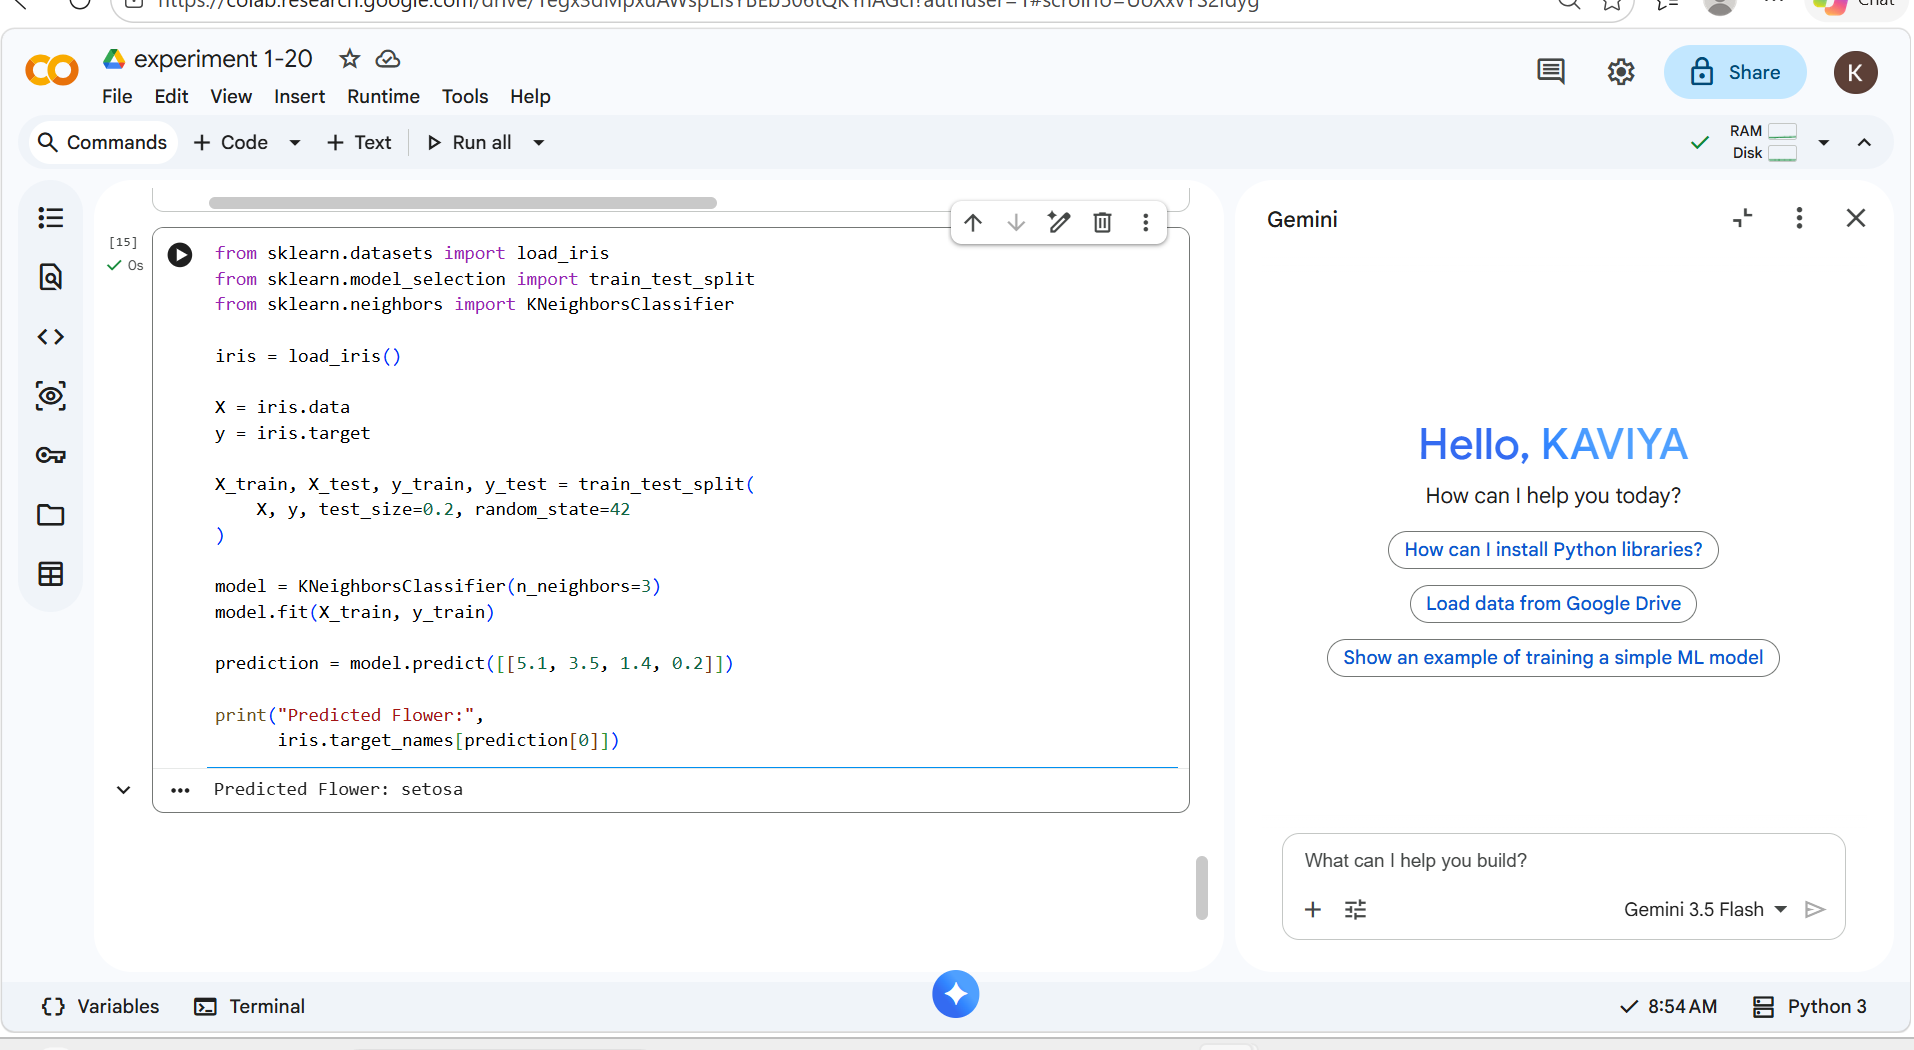 experiment 1-20
File Edit View Insert Runtime Tools Help
Share
K
Commands + Code + Text Run all
RAM
Disk
[15]
0s
from sklearn.datasets import load_iris
from sklearn.model_selection import train_test_split
from sklearn.neighbors import KNeighborsClassifier
iris = load_iris()
X = iris.data
y = iris.target
X_train, X_test, y_train, y_test = train_test_split(
    X, y, test_size=0.2, random_state=42
)
model = KNeighborsClassifier(n_neighbors=3)
model.fit(X_train, y_train)
prediction = model.predict([[5.1, 3.5, 1.4, 0.2]])
print("Predicted Flower:",
      iris.target_names[prediction[0]])
Predicted Flower: setosa
Gemini
Hello, KAVIYA
How can I help you today?
How can I install Python libraries?
Load data from Google Drive
Show an example of training a simple ML model
What can I help you build?
Gemini 3.5 Flash
Variables Terminal
8:54 AM Python 3